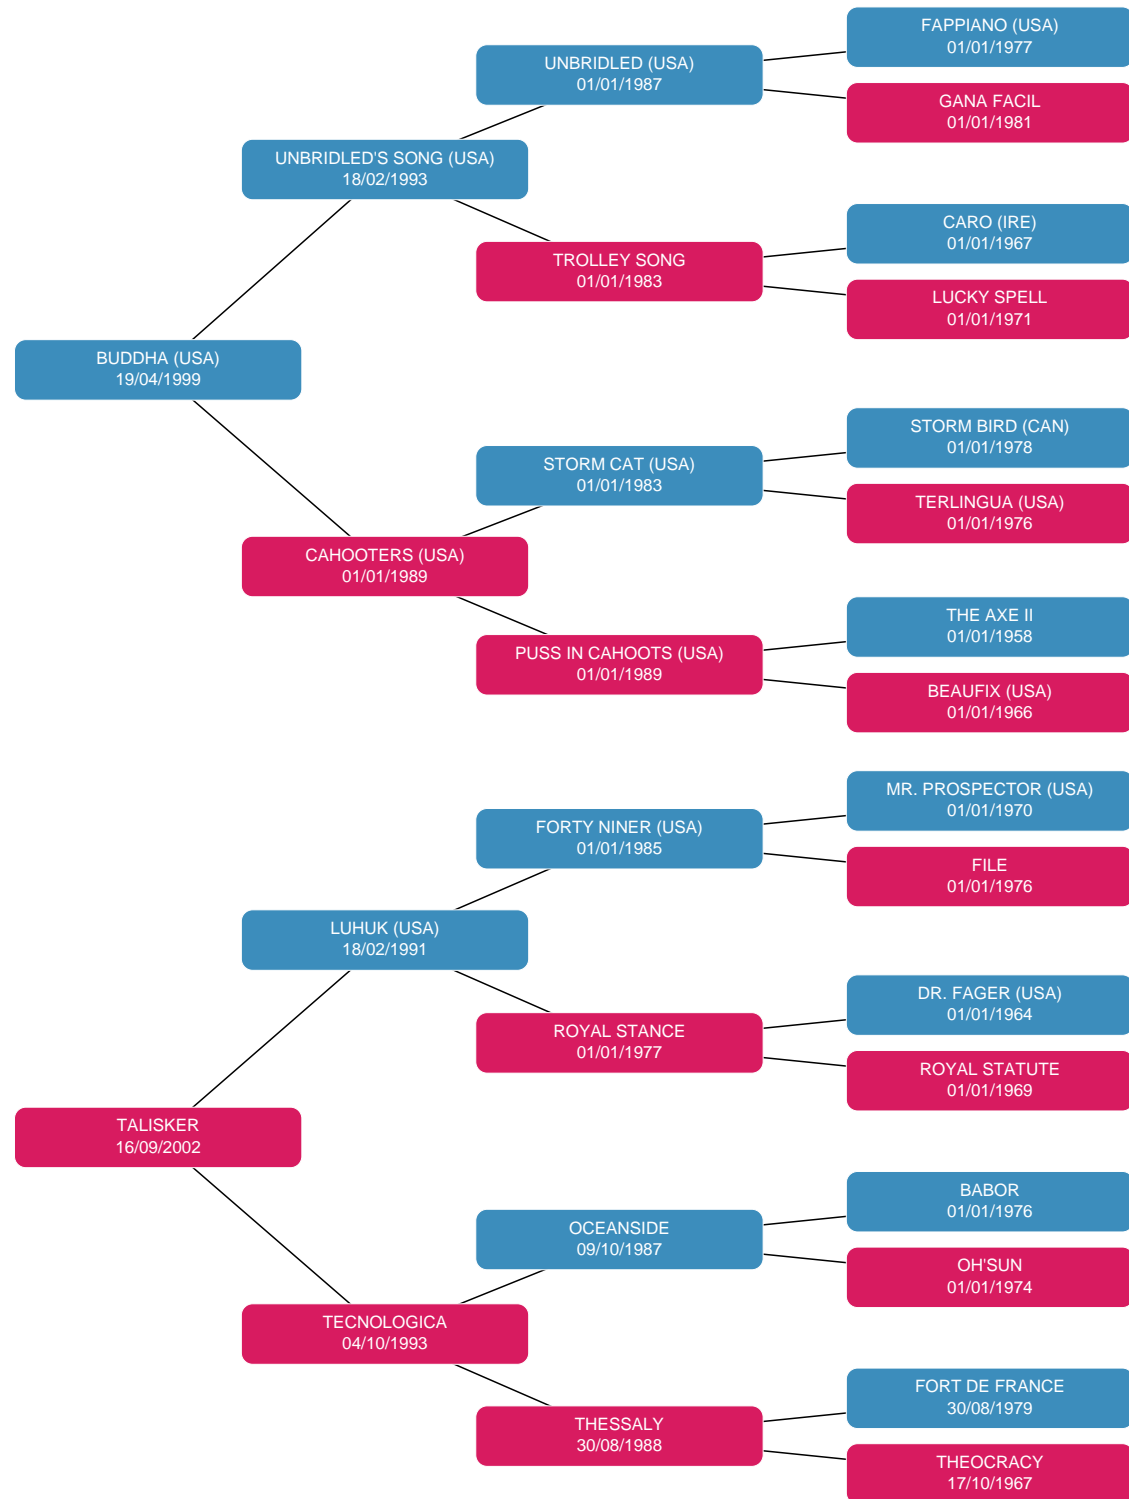 FAPPIANO (USA)
01/01/1977
UNBRIDLED (USA)
01/01/1987
GANA FACIL
01/01/1981
UNBRIDLED'S SONG (USA)
18/02/1993
CARO (IRE)
01/01/1967
TROLLEY SONG
01/01/1983
LUCKY SPELL
01/01/1971
BUDDHA (USA)
19/04/1999
STORM BIRD (CAN)
01/01/1978
STORM CAT (USA)
01/01/1983
TERLINGUA (USA)
01/01/1976
CAHOOTERS (USA)
01/01/1989
THE AXE II
01/01/1958
PUSS IN CAHOOTS (USA)
01/01/1989
BEAUFIX (USA)
01/01/1966
MR. PROSPECTOR (USA)
01/01/1970
FORTY NINER (USA)
01/01/1985
FILE
01/01/1976
LUHUK (USA)
18/02/1991
DR. FAGER (USA)
01/01/1964
ROYAL STANCE
01/01/1977
ROYAL STATUTE
01/01/1969
TALISKER
16/09/2002
BABOR
01/01/1976
OCEANSIDE
09/10/1987
OH'SUN
01/01/1974
TECNOLOGICA
04/10/1993
FORT DE FRANCE
30/08/1979
THESSALY
30/08/1988
THEOCRACY
17/10/1967